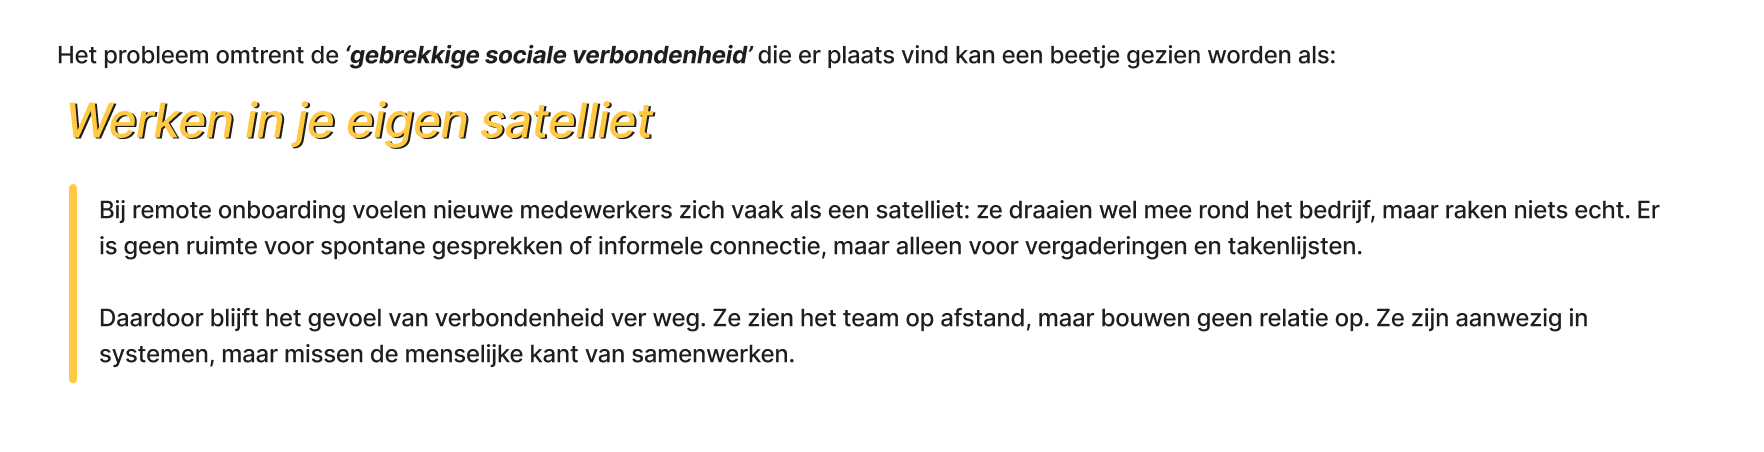 Het probleem omtrent de ‘gebrekkige sociale verbondenheid’ die er plaats vind kan een beetje gezien worden als:
Werken in je eigen satelliet
Bij remote onboarding voelen nieuwe medewerkers zich vaak als een satelliet: ze draaien wel mee rond het bedrijf, maar raken niets echt. Er
is geen ruimte voor spontane gesprekken of informele connectie, maar alleen voor vergaderingen en takenlijsten.
Daardoor blijft het gevoel van verbondenheid ver weg. Ze zien het team op afstand, maar bouwen geen relatie op. Ze zijn aanwezig in
systemen, maar missen de menselijke kant van samenwerken.